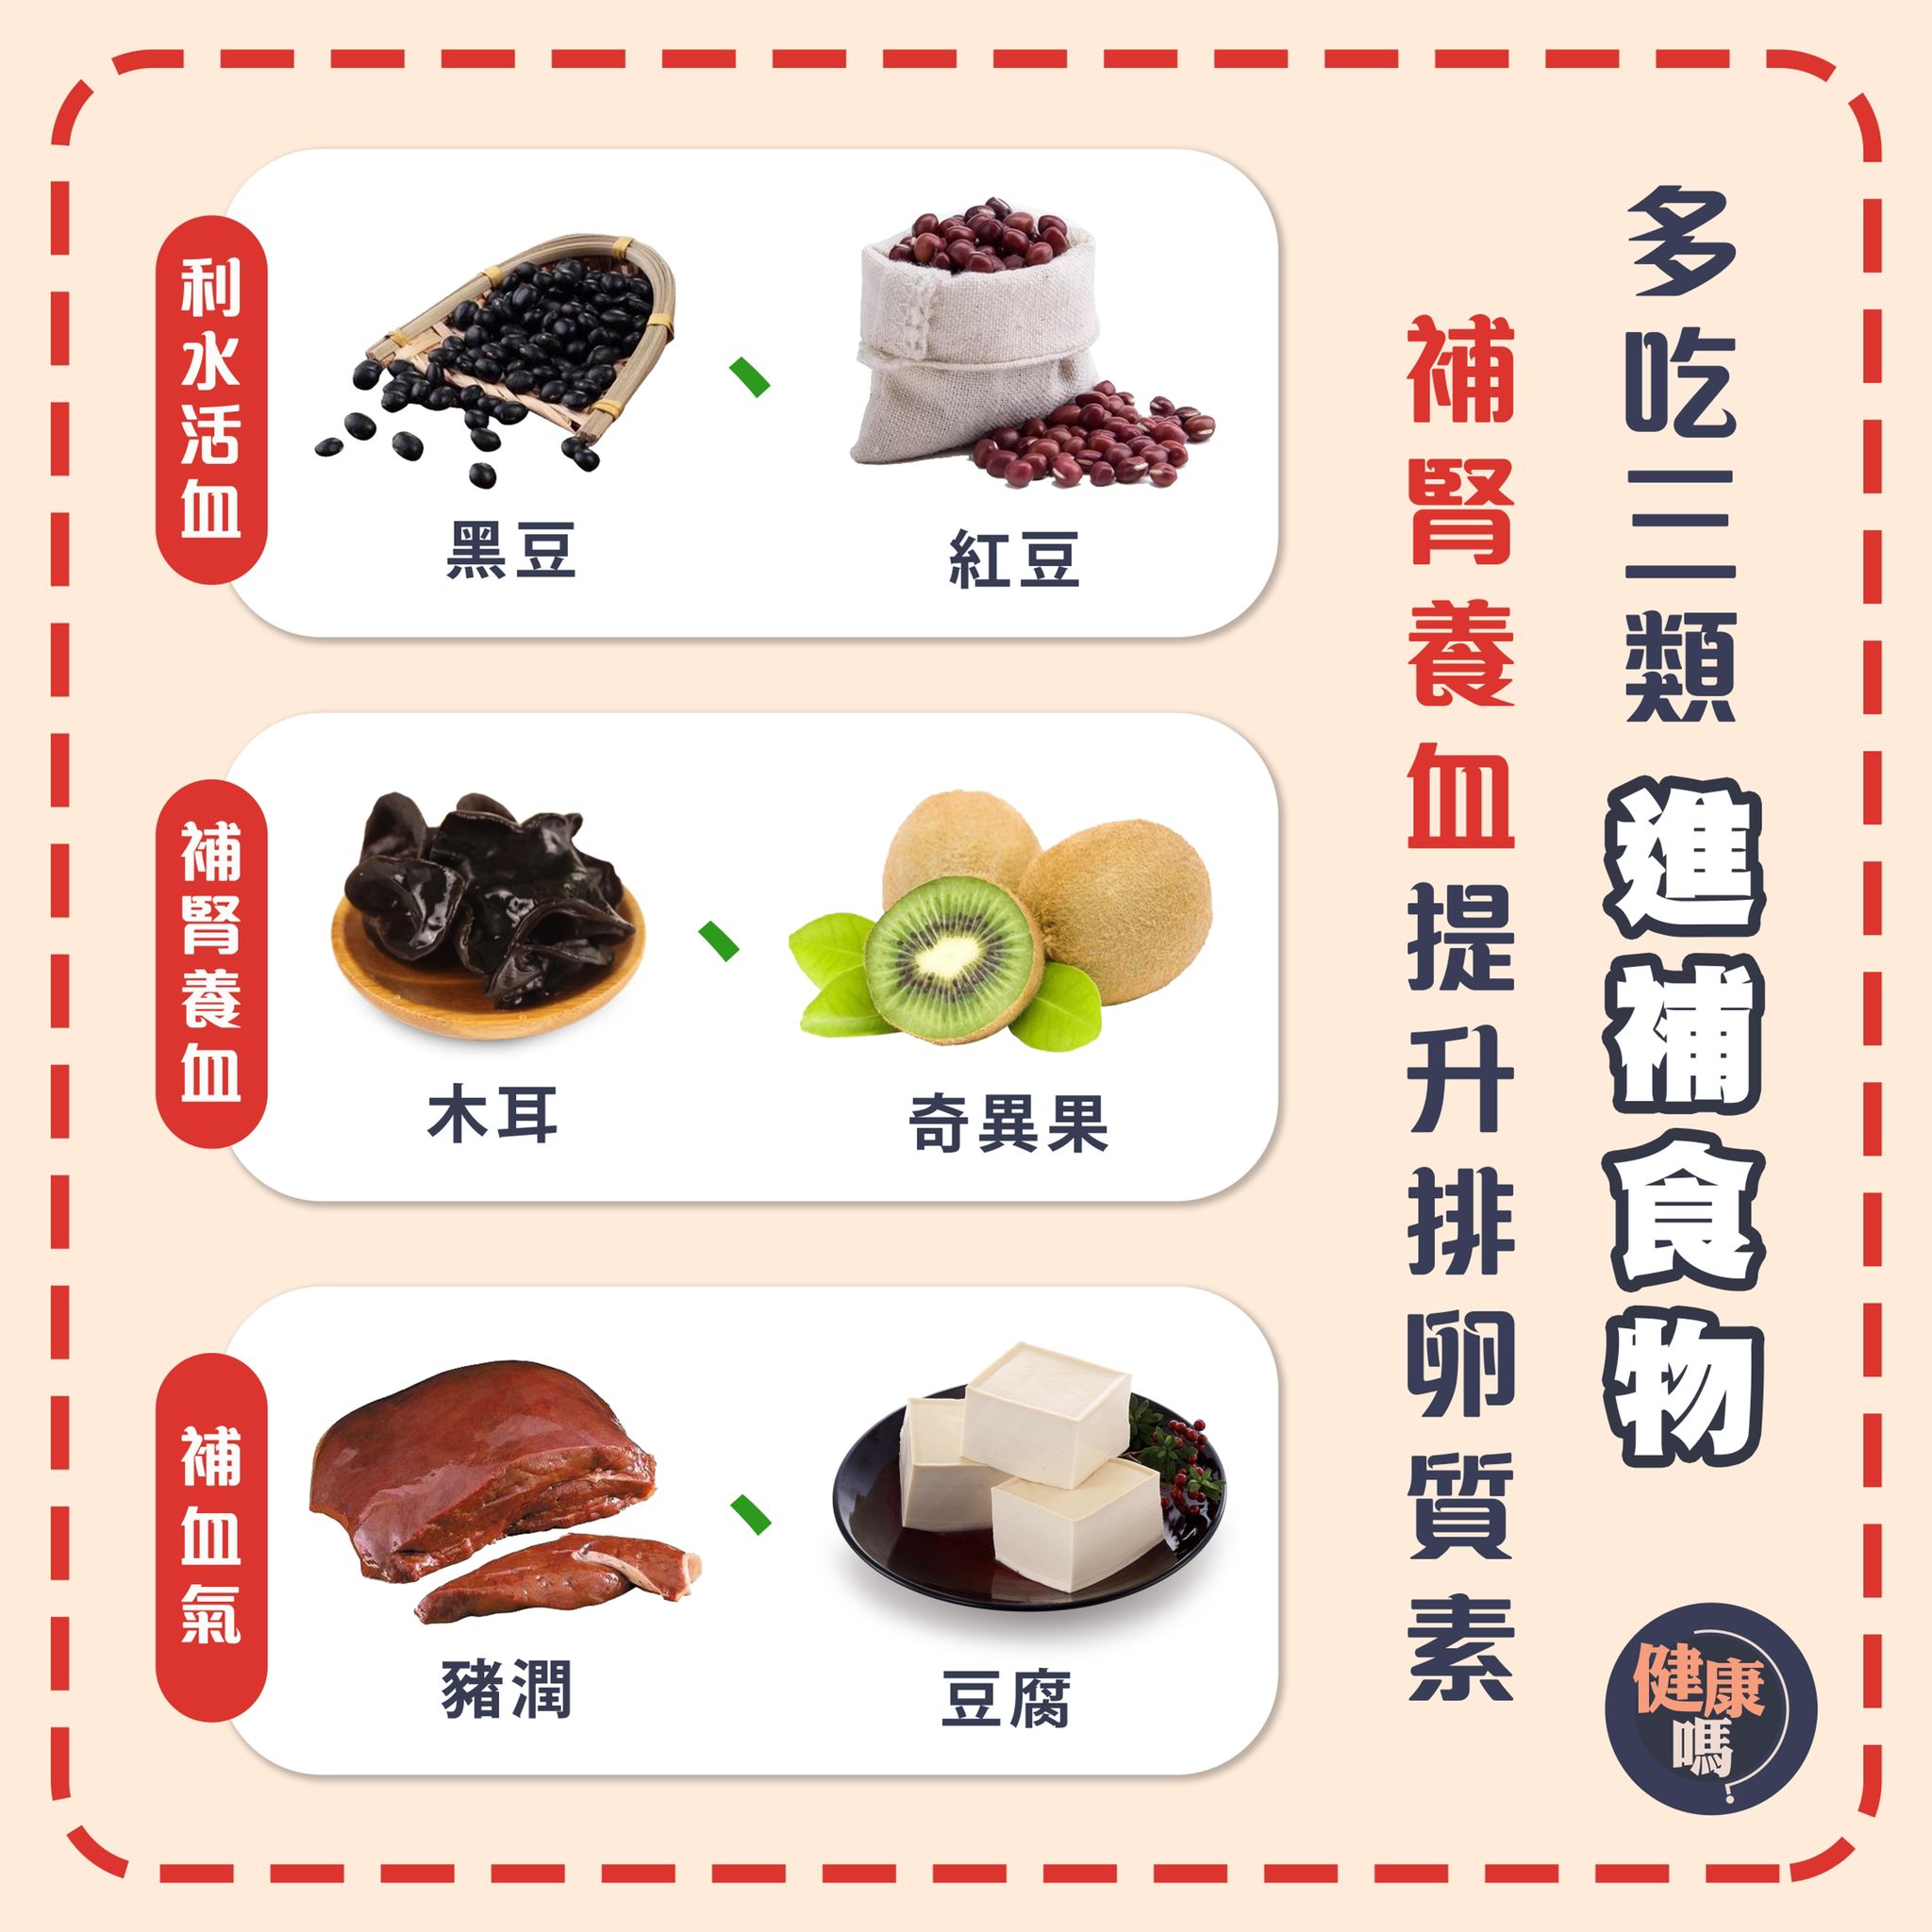 多吃三類進補食物
補腎養血提升排卵質素
利水活血
黑豆、紅豆
補腎養血
木耳、奇異果
補血氣
豬潤、豆腐
健康
嗎?